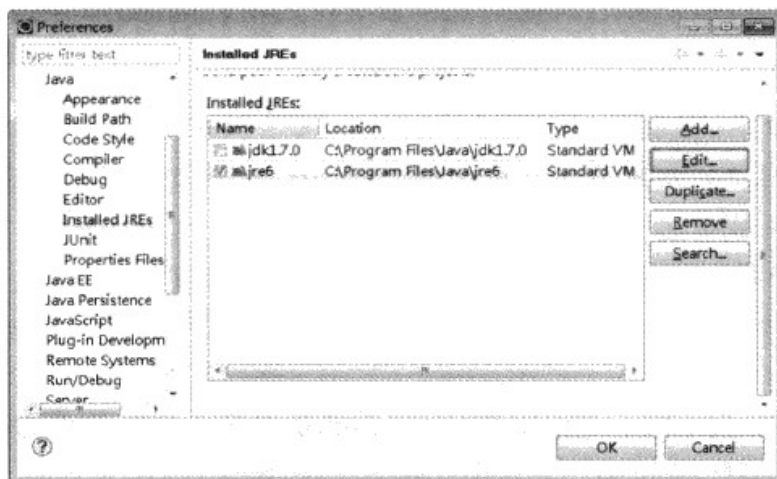 Preferences
type filter text
Installed JREs
Java
Appearance
Build Path
Code Style
Compiler
Debug
Editor
Installed JREs
JUnit
Properties Files
Java EE
Java Persistence
JavaScript
Plug-in Developm
Remote Systems
Run/Debug
Server
Installed JREs:
Name Location Type
jdk1.7.0 C:\Program Files\Java\jdk1.7.0 Standard VM
jre6 C:\Program Files\Java\jre6 Standard VM
Add...
Edit...
Duplicate...
Remove
Search...
OK
Cancel